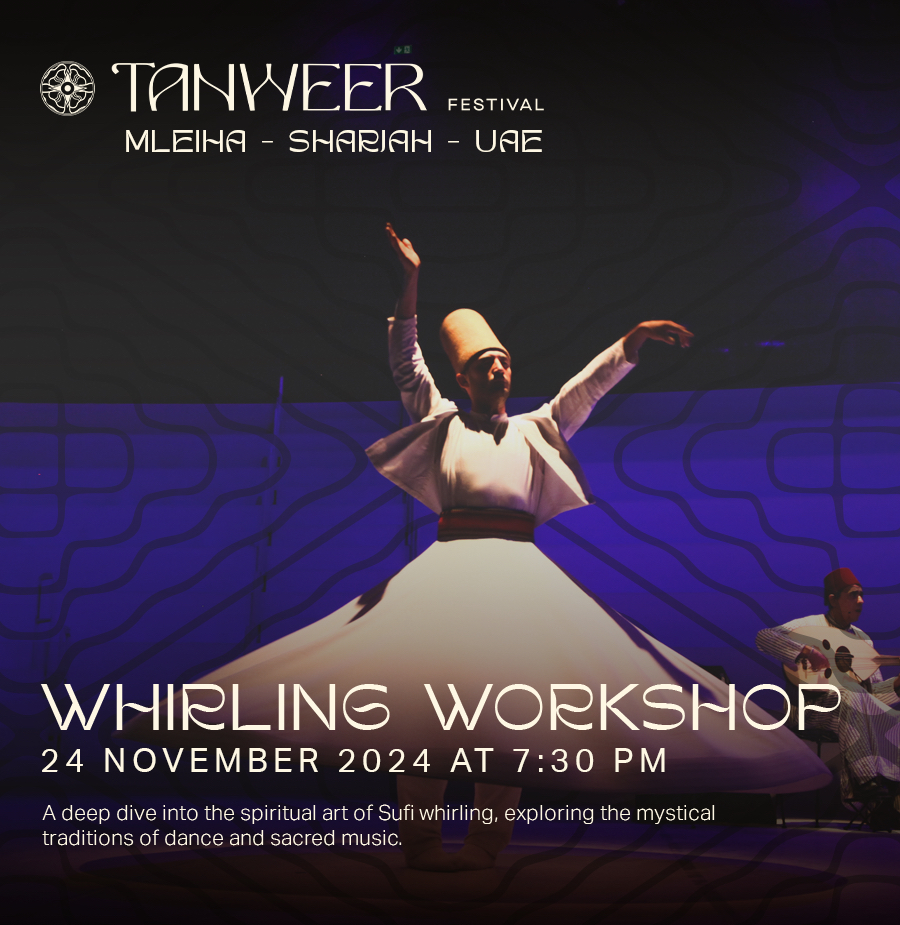 TANWEER FESTIVAL
MLEIHA - SHARJAH - UAE
WHIRLING WORKSHOP
24 NOVEMBER 2024 AT 7:30 PM
A deep dive into the spiritual art of Sufi whirling, exploring the mystical
traditions of dance and sacred music.